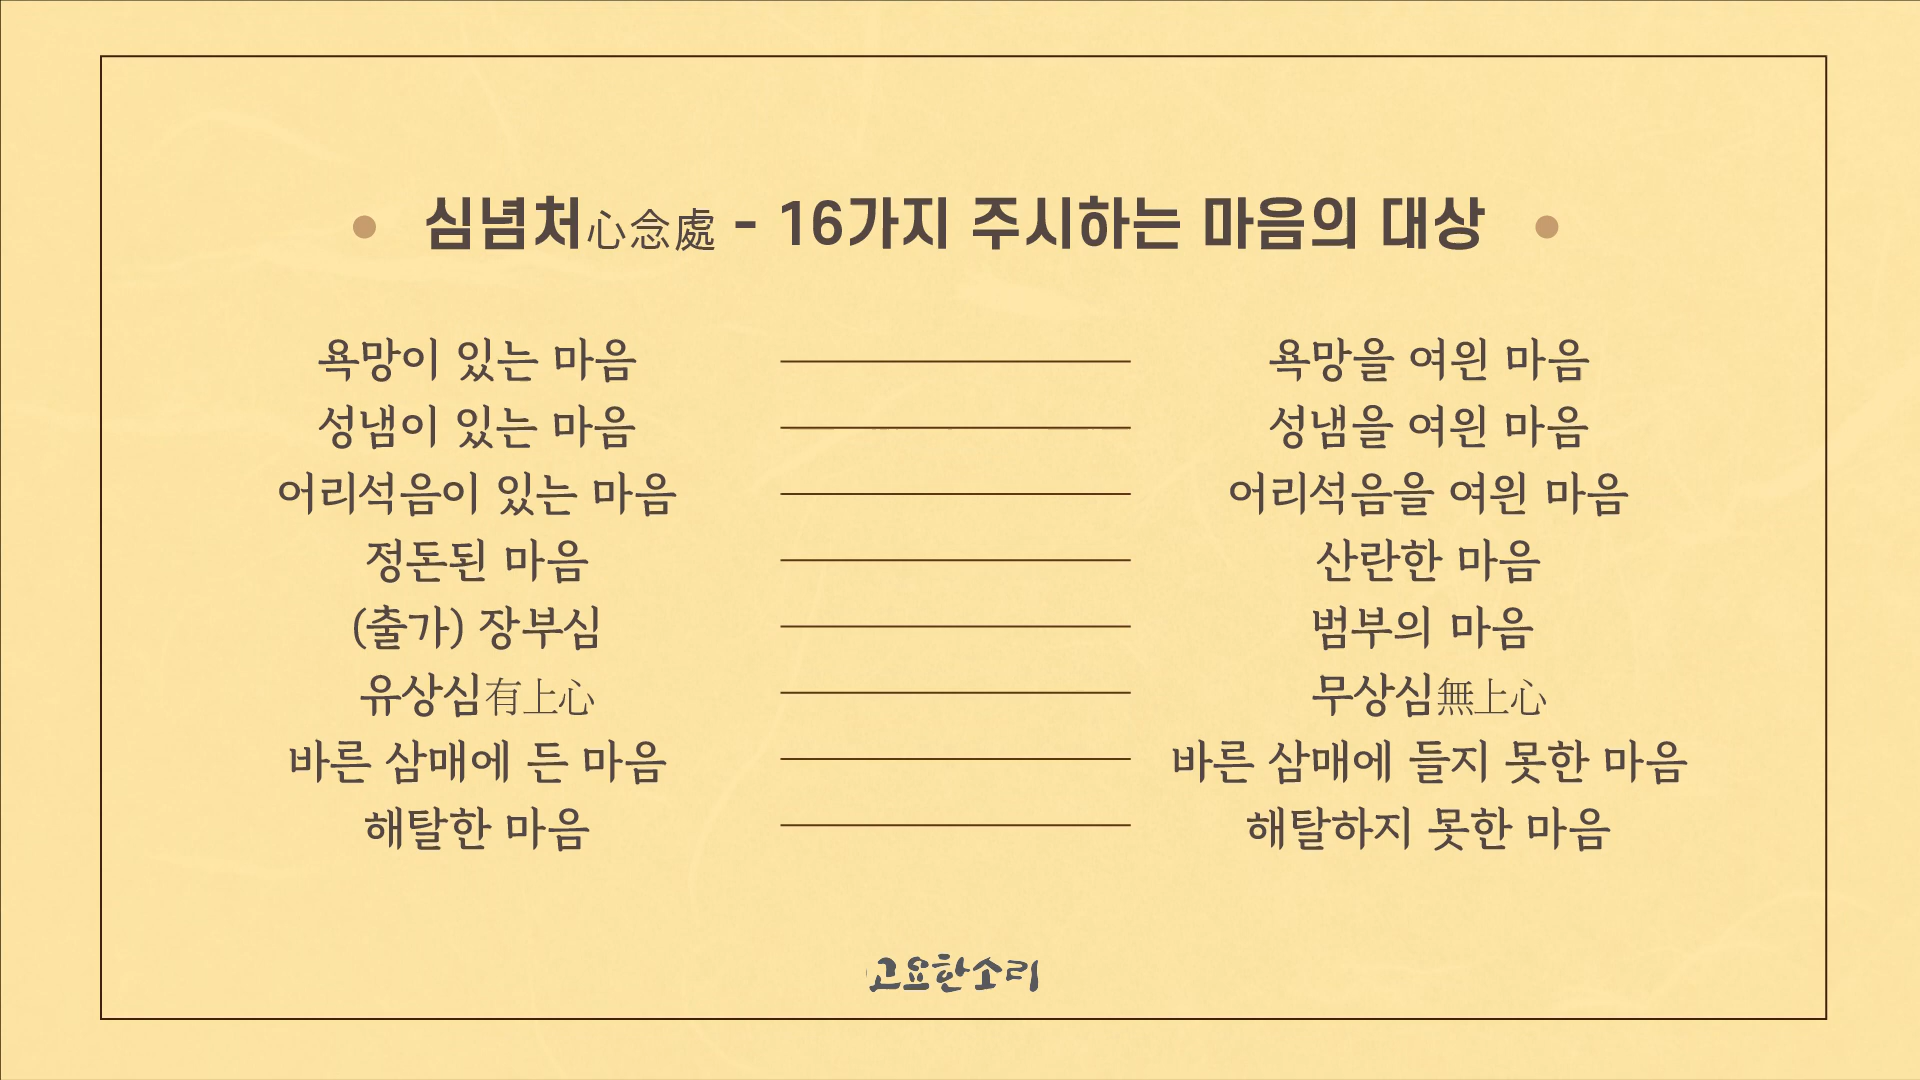 심념처心念處 - 16가지 주시하는 마음의 대상
욕망이 있는 마음 욕망을 여읜 마음
성냄이 있는 마음 성냄을 여읜 마음
어리석음이 있는 마음 어리석음을 여읜 마음
정돈된 마음 산란한 마음
(출가) 장부심 범부의 마음
유상심有上心 무상심無上心
바른 삼매에 든 마음 바른 삼매에 들지 못한 마음
해탈한 마음 해탈하지 못한 마음
고요한소리